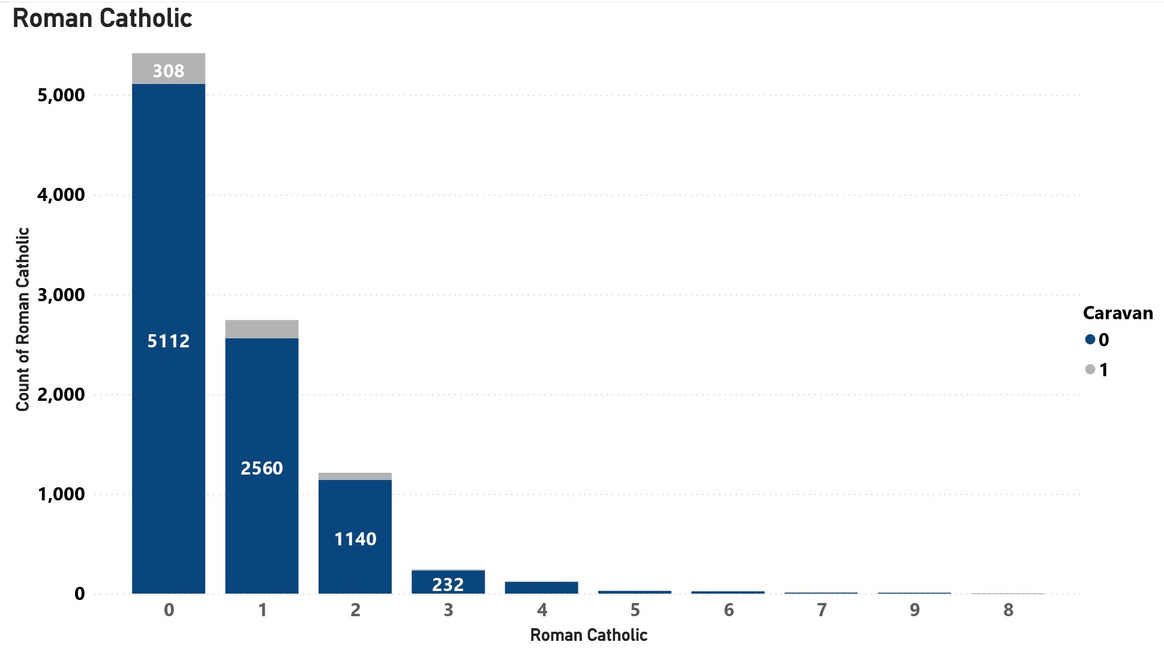 Roman Catholic
Count of Roman Catholic
5,000
4,000
3,000
2,000
1,000
0
308
5112
2560
1140
232
0 1 2 3 4 5 6 7 9 8
Roman Catholic
Caravan
0
1